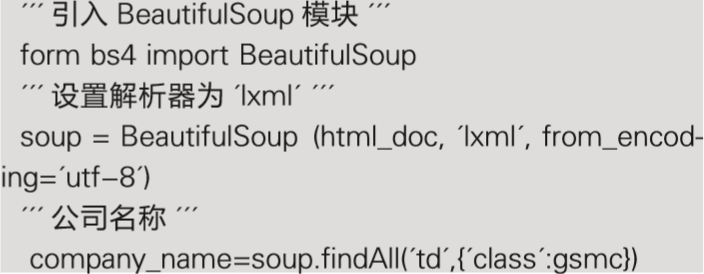 ´´´ 引入 BeautifulSoup 模块 ´´´
form bs4 import BeautifulSoup
´´´ 设置解析器为 ´lxml´ ´´´
soup = BeautifulSoup (html_doc, ´lxml´, from_encod-
ing=´utf–8´)
´´´ 公司名称 ´´´
company_name=soup.findAll(´td´,{´class´:gsmc})